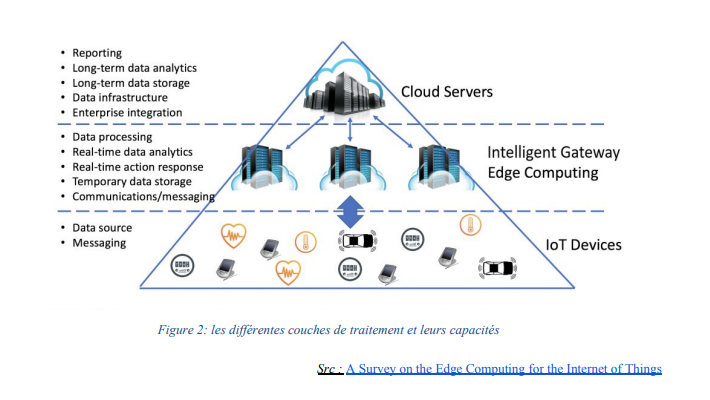 • Reporting
• Long-term data analytics
• Long-term data storage
• Data infrastructure
• Enterprise integration
Cloud Servers
• Data processing
• Real-time data analytics
• Real-time action response
• Temporary data storage
• Communications/messaging
Intelligent Gateway
Edge Computing
• Data source
• Messaging
IoT Devices
Figure 2: les différentes couches de traitement et leurs capacités
Src : A Survey on the Edge Computing for the Internet of Things